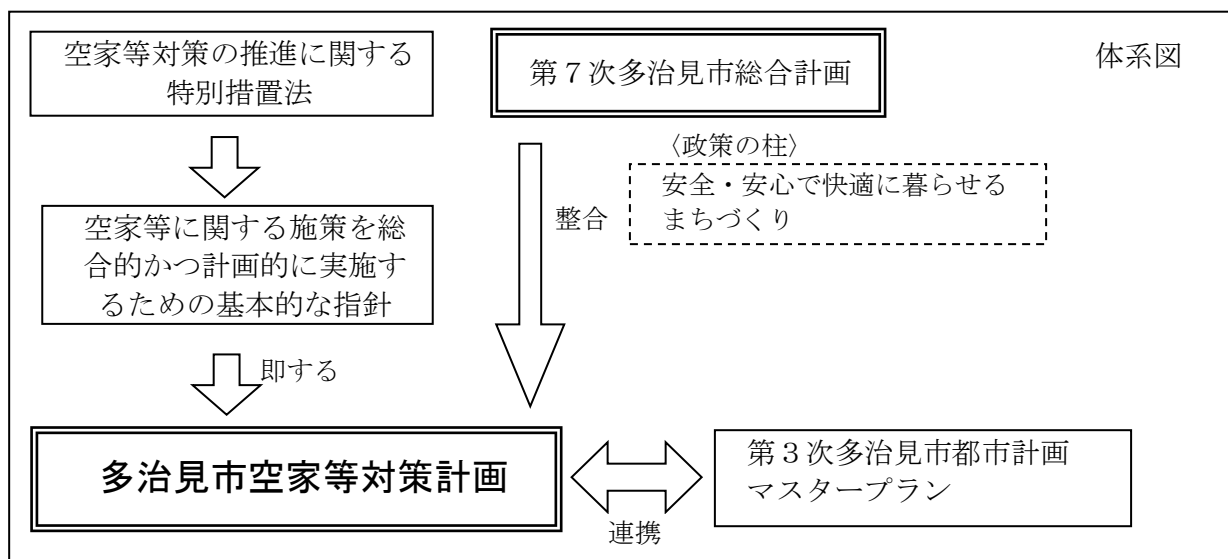 空家等対策の推進に関する
特別措置法
第7次多治見市総合計画
体系図
〈政策の柱〉
安全・安心で快適に暮らせる
まちづくり
整合
空家等に関する施策を総
合的かつ計画的に実施す
るための基本的な指針
即する
多治見市空家等対策計画
連携
第3次多治見市都市計画
マスタープラン